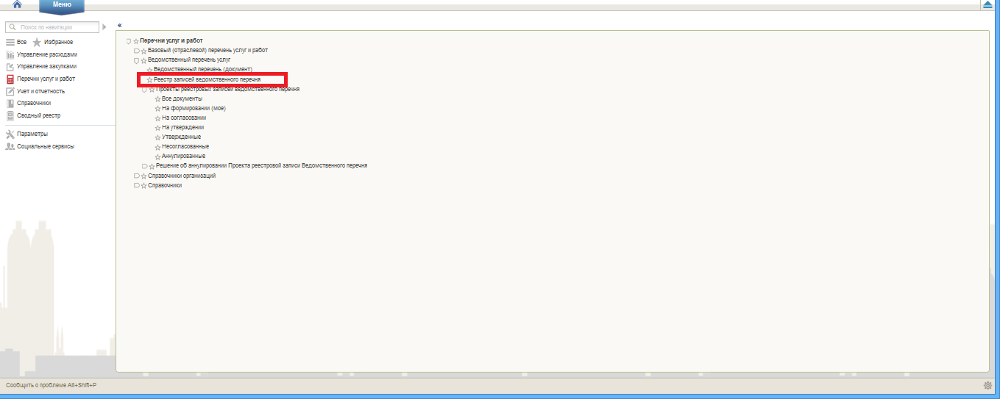 Меню
Поиск по навигации
«
Все Избранное
Управление расходами
Управление закупками
Перечни услуг и работ
Учет и отчетность
Справочники
Сводный реестр
Параметры
Социальные сервисы
Перечни услуг и работ
Базовый (отраслевой) перечень услуг и работ
Ведомственный перечень услуг
Ведомственный перечень (документ)
Реестр записей ведомственного перечня
Проекты реестровых записей ведомственного перечня
Все документы
На формировании (мое)
На согласовании
На утверждении
Утвержденные
Несогласованные
Аннулированные
Решение об аннулировании Проекта реестровой записи Ведомственного перечня
Справочники организаций
Справочники
Сообщить о проблеме Alt+Shift+P